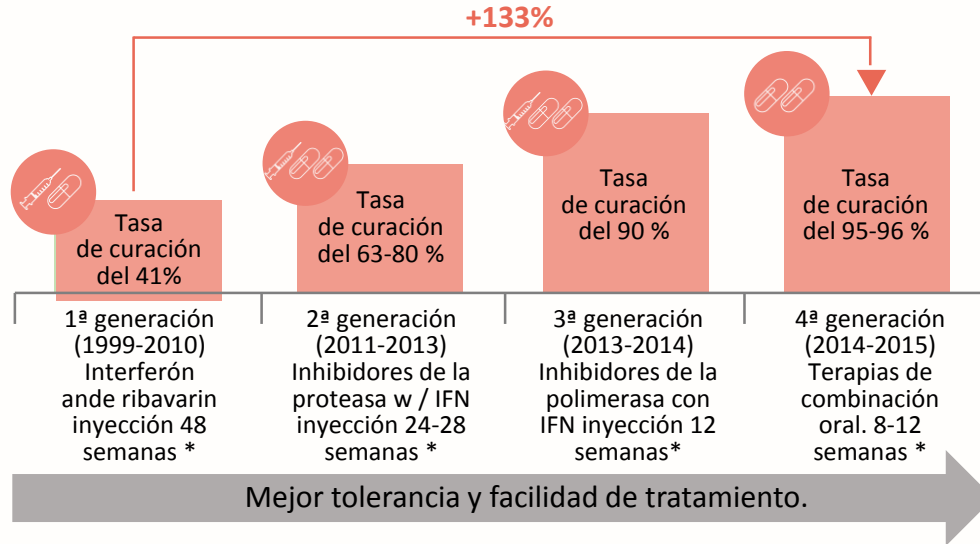 +133%
Tasa
de curación
del 41%
Tasa
de curación
del 63-80 %
Tasa
de curación
del 90 %
Tasa
de curación
del 95-96 %
1ª generación
(1999-2010)
Interferón
ande ribavarin
inyección 48
semanas *
2ª generación
(2011-2013)
Inhibidores de la
proteasa w / IFN
inyección 24-28
semanas *
3ª generación
(2013-2014)
Inhibidores de la
polimerasa con
IFN inyección 12
semanas*
4ª generación
(2014-2015)
Terapias de
combinación
oral. 8-12
semanas *
Mejor tolerancia y facilidad de tratamiento.